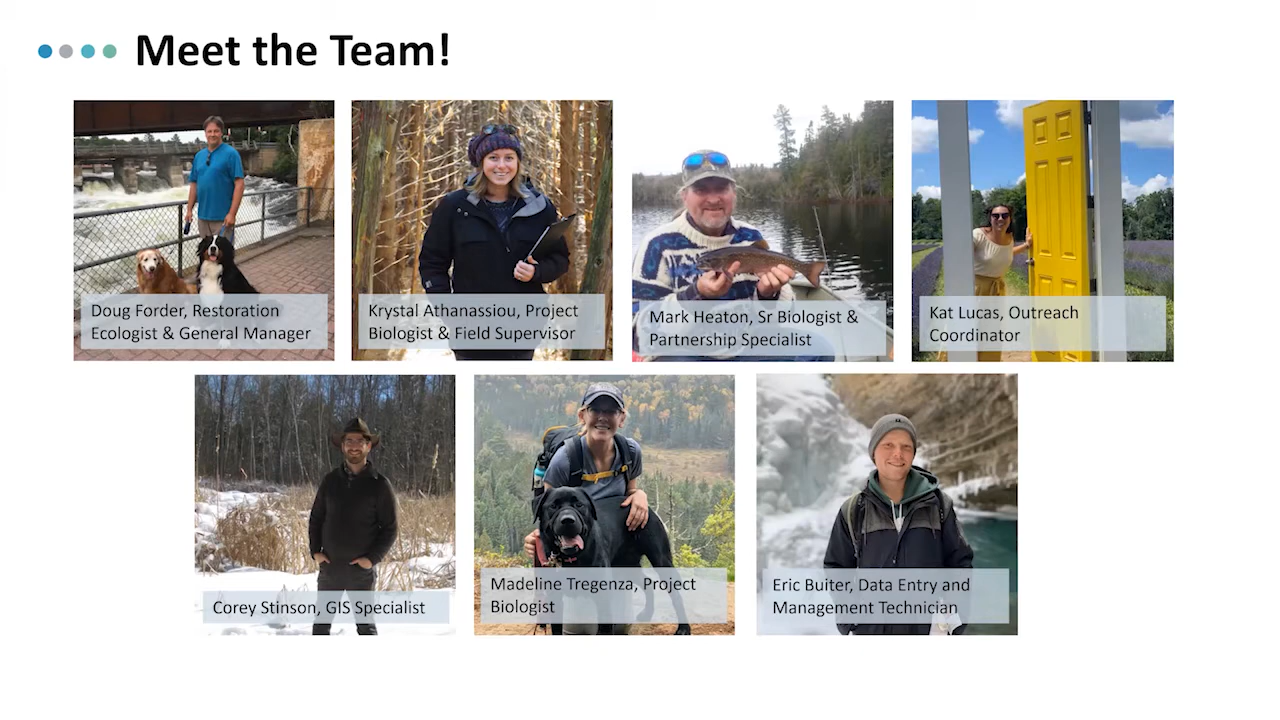 Meet the Team!
Doug Forder, Restoration
Ecologist & General Manager
Krystal Athanassiou, Project
Biologist & Field Supervisor
Mark Heaton, Sr Biologist &
Partnership Specialist
Kat Lucas, Outreach
Coordinator
Corey Stinson, GIS Specialist
Madeline Tregenza, Project
Biologist
Eric Buiter, Data Entry and
Management Technician